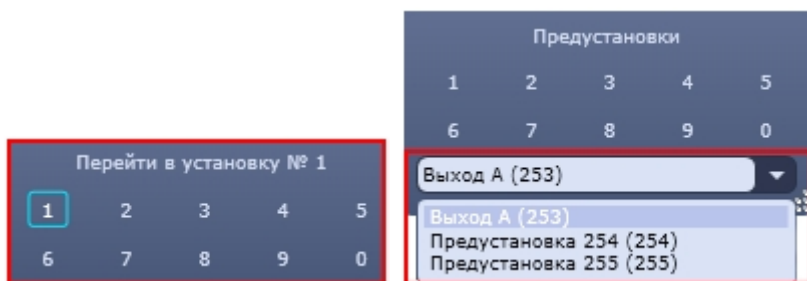 Перейти в установку № 1
1 2 3 4 5
6 7 8 9 0
Предустановки
1 2 3 4 5
6 7 8 9 0
Выход А (253)
Выход А (253)
Предустановка 254 (254)
Предустановка 255 (255)